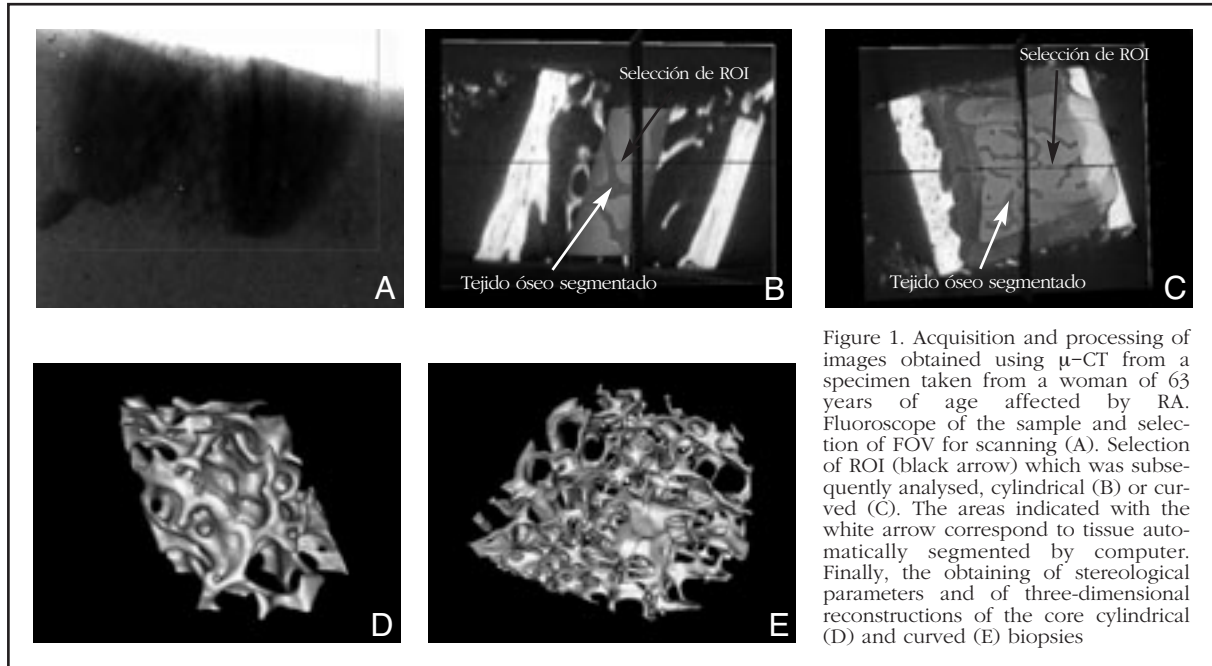 Selección de ROI
Selección de ROI
Tejido óseo segmentado
Tejido óseo segmentado
A
B
C
Figure 1. Acquisition and processing of
images obtained using μ−CT from a
specimen taken from a woman of 63
years of age affected by RA.
Fluoroscope of the sample and selec-
tion of FOV for scanning (A). Selection
of ROI (black arrow) which was subse-
quently analysed, cylindrical (B) or cur-
ved (C). The areas indicated with the
white arrow correspond to tissue auto-
matically segmented by computer.
Finally, the obtaining of stereological
parameters and of three-dimensional
reconstructions of the core cylindrical
(D) and curved (E) biopsies
D
E